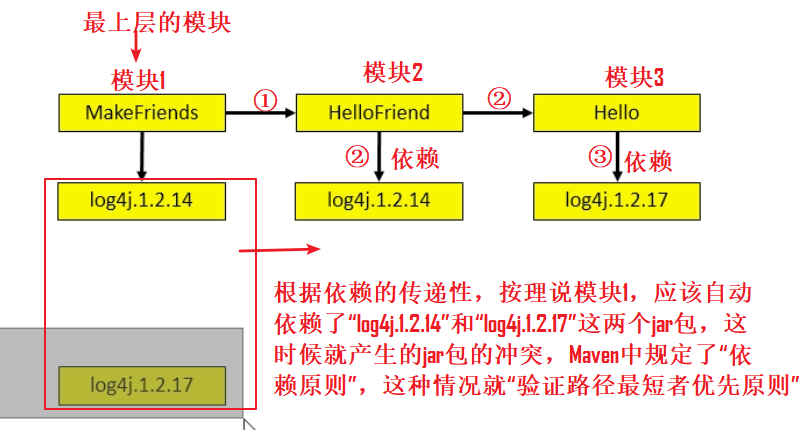 最上层的模块
模块1
模块2
模块3
MakeFriends
①
HelloFriend
②
Hello
② 依赖
③ 依赖
log4j.1.2.14
log4j.1.2.14
log4j.1.2.17
根据依赖的传递性，按理说模块1，应该自动
依赖了“log4j.1.2.14”和“log4j.1.2.17”这两个jar包，这
时候就产生的jar包的冲突，Maven中规定了“依
赖原则”，这种情况就“验证路径最短者优先原则”
log4j.1.2.17